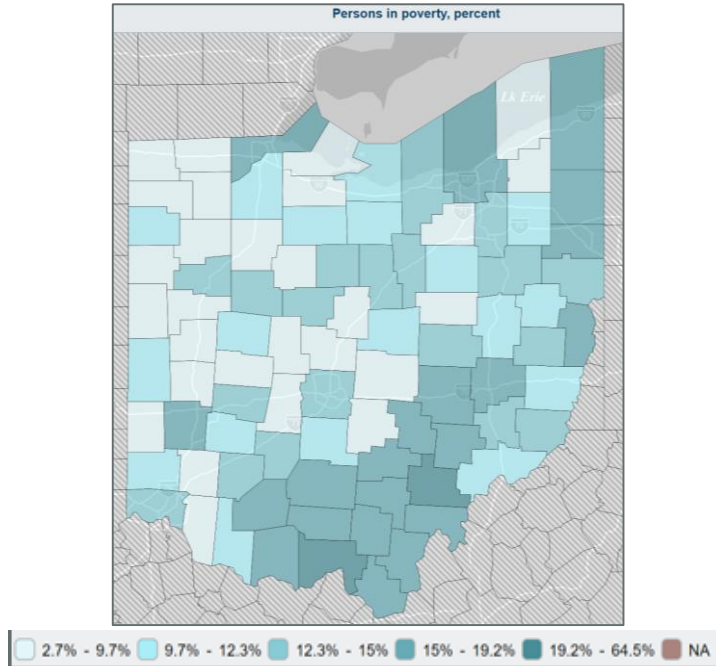 Persons in poverty, percent
Lk Erie
2.7% - 9.7% 9.7% - 12.3% 12.3% - 15% 15% - 19.2% 19.2% - 64.5% NA